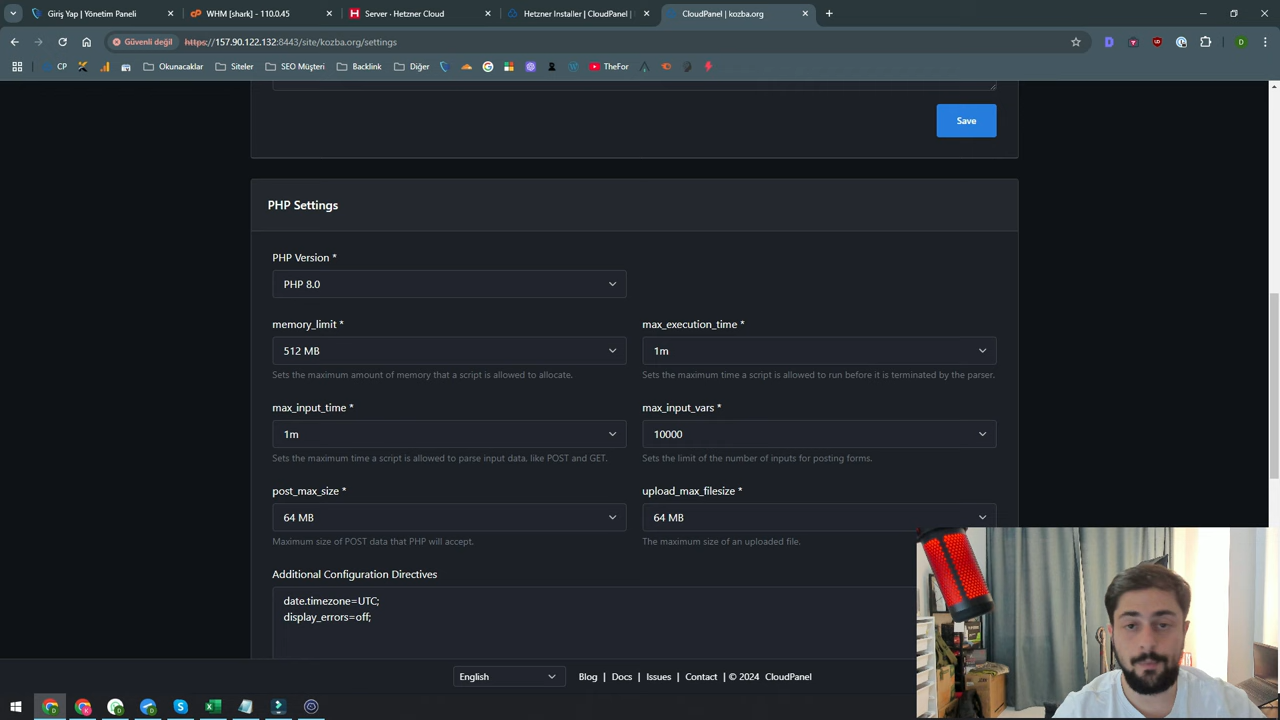 Giriş Yap | Yönetim Paneli
WHM [shark] - 110.0.45
Server · Hetzner Cloud
Hetzner Installer | CloudPanel |
CloudPanel | kozba.org
Güvenli değil
https://157.90.122.132:8443/site/kozba.org/settings
CP
Okunacaklar
Siteler
SEO Müşteri
Backlink
Diğer
TheFor
Save
PHP Settings
PHP Version *
PHP 8.0
memory_limit *
max_execution_time *
512 MB
1m
Sets the maximum amount of memory that a script is allowed to allocate.
Sets the maximum time a script is allowed to run before it is terminated by the parser.
max_input_time *
max_input_vars *
1m
10000
Sets the maximum time a script is allowed to parse input data, like POST and GET.
Sets the limit of the number of inputs for posting forms.
post_max_size *
upload_max_filesize *
64 MB
64 MB
Maximum size of POST data that PHP will accept.
The maximum size of an uploaded file.
Additional Configuration Directives
date.timezone=UTC;
display_errors=off;
English
Blog | Docs | Issues | Contact | © 2024 CloudPanel